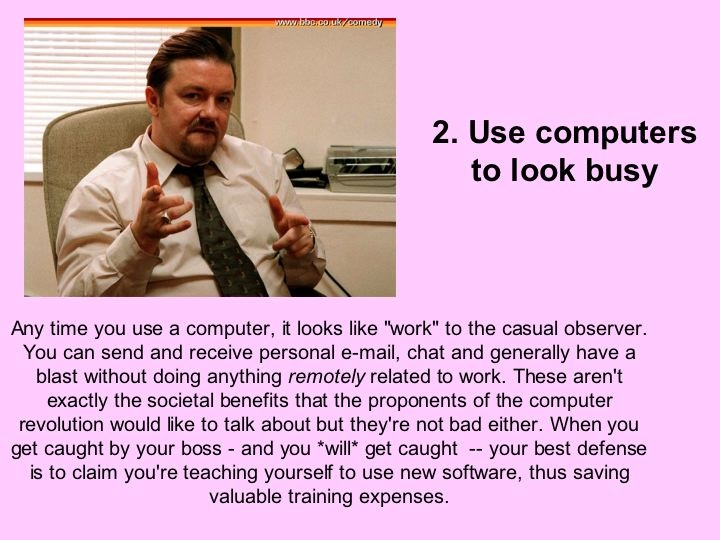 www.bbc.co.uk/comedy
2. Use computers
to look busy
Any time you use a computer, it looks like "work" to the casual observer.
You can send and receive personal e-mail, chat and generally have a
blast without doing anything remotely related to work. These aren't
exactly the societal benefits that the proponents of the computer
revolution would like to talk about but they're not bad either. When you
get caught by your boss - and you *will* get caught  -- your best defense
is to claim you're teaching yourself to use new software, thus saving
valuable training expenses.